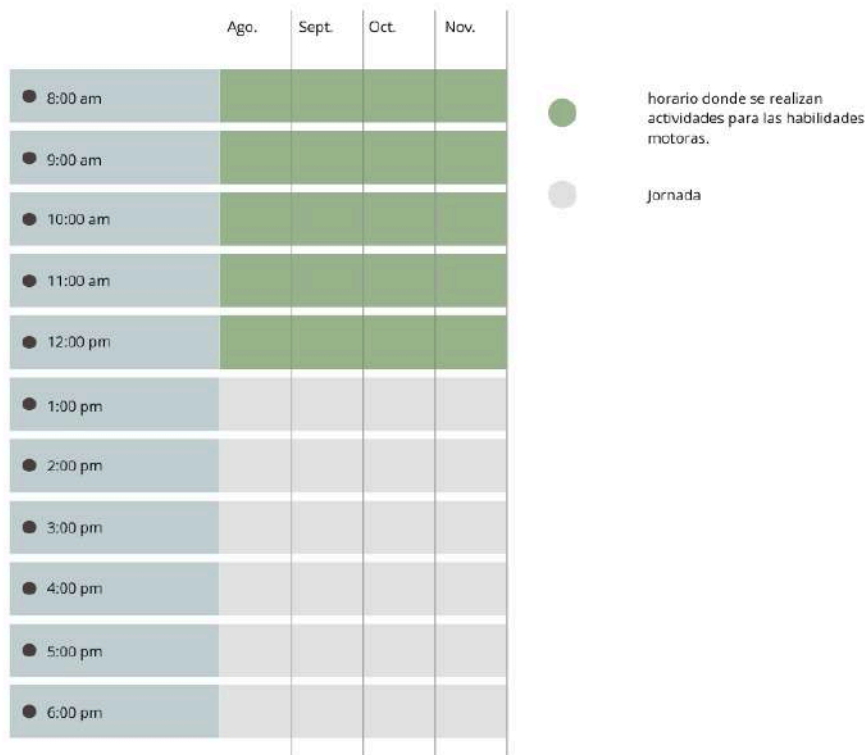 Ago. Sept. Oct. Nov.
8:00 am
9:00 am
10:00 am
11:00 am
12:00 pm
1:00 pm
2:00 pm
3:00 pm
4:00 pm
5:00 pm
6:00 pm
horario donde se realizan
actividades para las habilidades
motoras.
Jornada